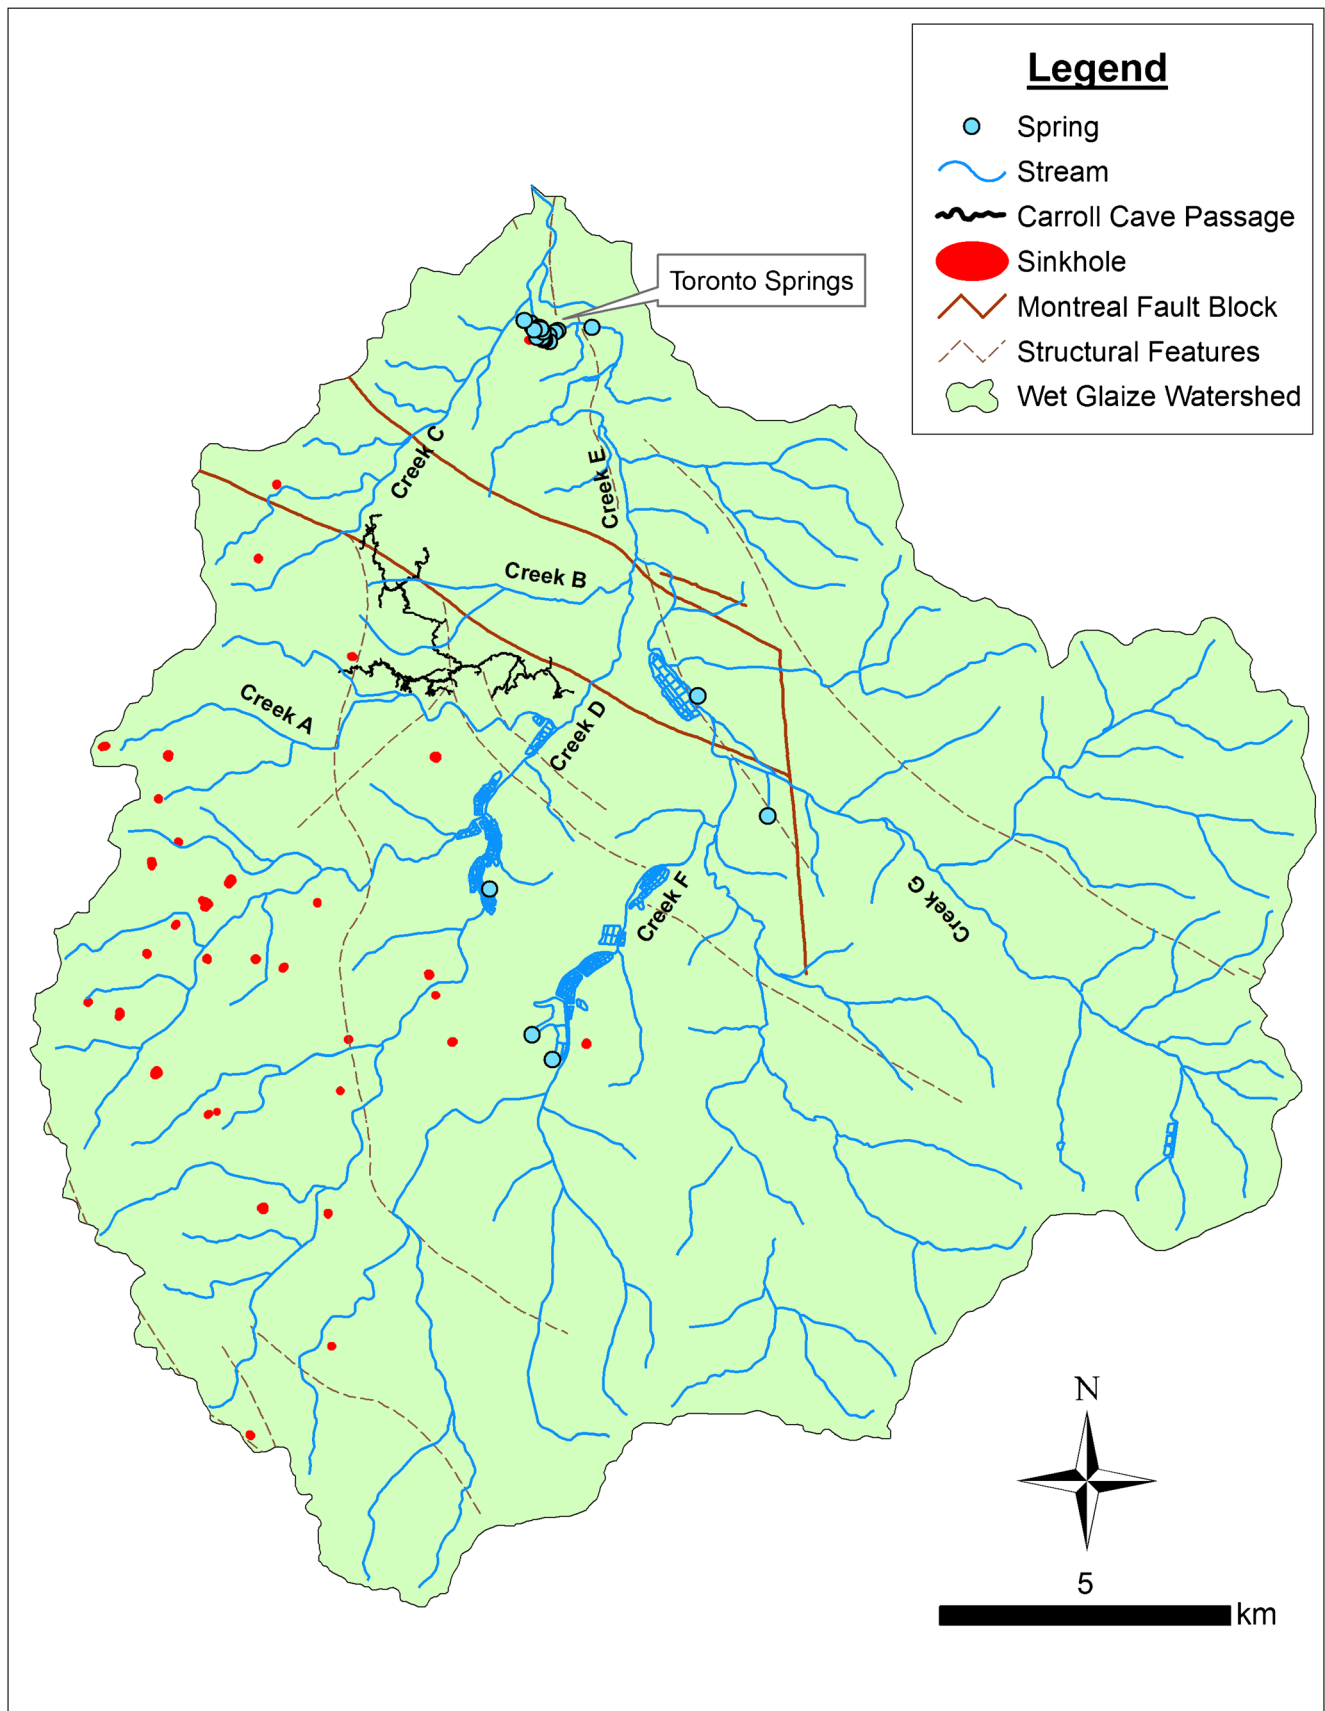 Legend
Spring
Stream
Carroll Cave Passage
Sinkhole
Montreal Fault Block
Structural Features
Wet Glaize Watershed
Toronto Springs
Creek C
Creek E
Creek B
Creek A
Creek D
Creek F
Creek G
N
5
km